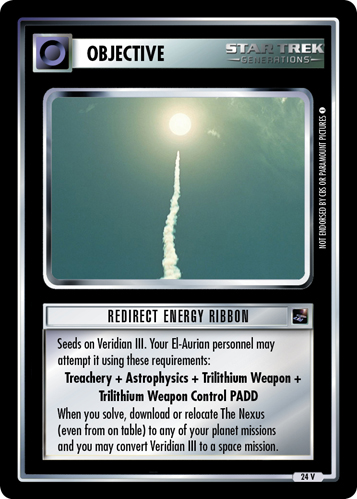 OBJECTIVE
STAR TREK
GENERATIONS
NOT ENDORSED BY CBS OR PARAMOUNT PICTURES
REDIRECT ENERGY RIBBON
Seeds on Veridian III. Your El-Aurian personnel may
attempt it using these requirements:
Treachery + Astrophysics + Trilithium Weapon +
Trilithium Weapon Control PADD
When you solve, download or relocate The Nexus
(even from on table) to any of your planet missions
and you may convert Veridian III to a space mission.
24 V